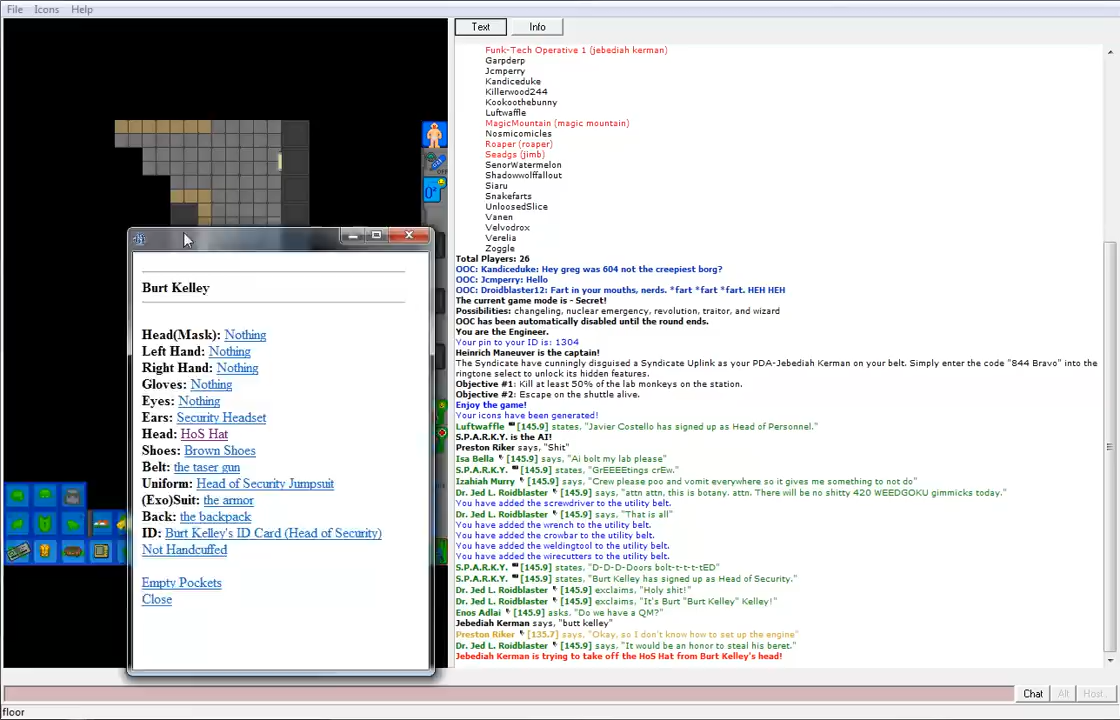 File Icons Help
Text Info
Funk-Tech Operative 1 (jebediah kerman)
Garpderp
Jcmperry
Kandiceduke
Killerwood244
Kookoothebunny
Luftwaffle
MagicMountain (magic mountain)
Nosmicomicles
Roaper (roaper)
Seadgs (jimb)
SenorWatermelon
Shadowwolffallout
Siaru
Snakefarts
UnloosedSlice
Vanen
Velvodrox
Verelia
Zoggle
Total Players: 26
OOC: Kandiceduke: Hey greg was 604 not the creepiest borg?
OOC: Jcmperry: Hello
OOC: Droidblaster12: Fart in your mouths, nerds. *fart *fart *fart. HEH HEH
The current game mode is - Secret!
Possibilities: changeling, nuclear emergency, revolution, traitor, and wizard
OOC has been automatically disabled until the round ends.
You are the Engineer.
Your pin to your ID is: 1304
Heinrich Maneuver is the captain!
The Syndicate have cunningly disguised a Syndicate Uplink as your PDA-Jebediah Kerman on your belt. Simply enter the code "844 Bravo" into the
ringtone select to unlock its hidden features.
Objective #1: Kill at least 50% of the lab monkeys on the station.
Objective #2: Escape on the shuttle alive.
Enjoy the game!
Your icons have been generated!
Luftwaffle [145.9] states, "Javier Costello has signed up as Head of Personnel."
S.P.A.R.K.Y. is the AI!
Preston Riker says, "Shit"
Isa Bella [145.9] says, "Ai bolt my lab please"
S.P.A.R.K.Y. [145.9] states, "GrEEEEtings crEw."
Izahiah Murry [145.9] says, "Crew please poo and vomit everywhere so it gives me something to not do"
Dr. Jed L. Roidblaster [145.9] says, "attn attn, this is botany. attn. There will be no shitty 420 WEEDGOKU gimmicks today."
You have added the screwdriver to the utility belt.
Dr. Jed L. Roidblaster [145.9] says, "That is all"
You have added the wrench to the utility belt.
You have added the crowbar to the utility belt.
You have added the weldingtool to the utility belt.
You have added the wirecutters to the utility belt.
S.P.A.R.K.Y. [145.9] states, "D-D-D-Doors bolt-t-t-t-tED"
S.P.A.R.K.Y. [145.9] states, "Burt Kelley has signed up as Head of Security."
Dr. Jed L. Roidblaster [145.9] exclaims, "Holy shit!"
Dr. Jed L. Roidblaster [145.9] exclaims, "It's Burt "Burt Kelley" Kelley!"
Enos Adlai [145.9] asks, "Do we have a QM?"
Jebediah Kerman says, "butt kelley"
Preston Riker [135.7] says, "Okay, so I don't know how to set up the engine"
Dr. Jed L. Roidblaster [145.9] says, "It would be an honor to steal his beret."
Jebediah Kerman is trying to take off the HoS Hat from Burt Kelley's head!
Burt Kelley
Head(Mask): Nothing
Left Hand: Nothing
Right Hand: Nothing
Gloves: Nothing
Eyes: Nothing
Ears: Security Headset
Head: HoS Hat
Shoes: Brown Shoes
Belt: the taser gun
Uniform: Head of Security Jumpsuit
(Exo)Suit: the armor
Back: the backpack
ID: Burt Kelley's ID Card (Head of Security)
Not Handcuffed
Empty Pockets
Close
Chat Alt Host
floor